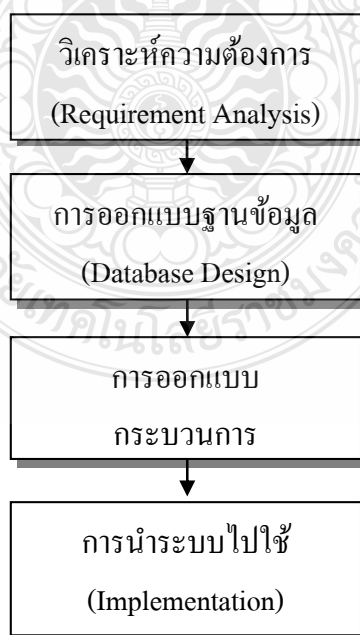 วิเคราะห์ความต้องการ
(Requirement Analysis)
การออกแบบฐานข้อมูล
(Database Design)
การออกแบบ
กระบวนการ
การนำระบบไปใช้
(Implementation)